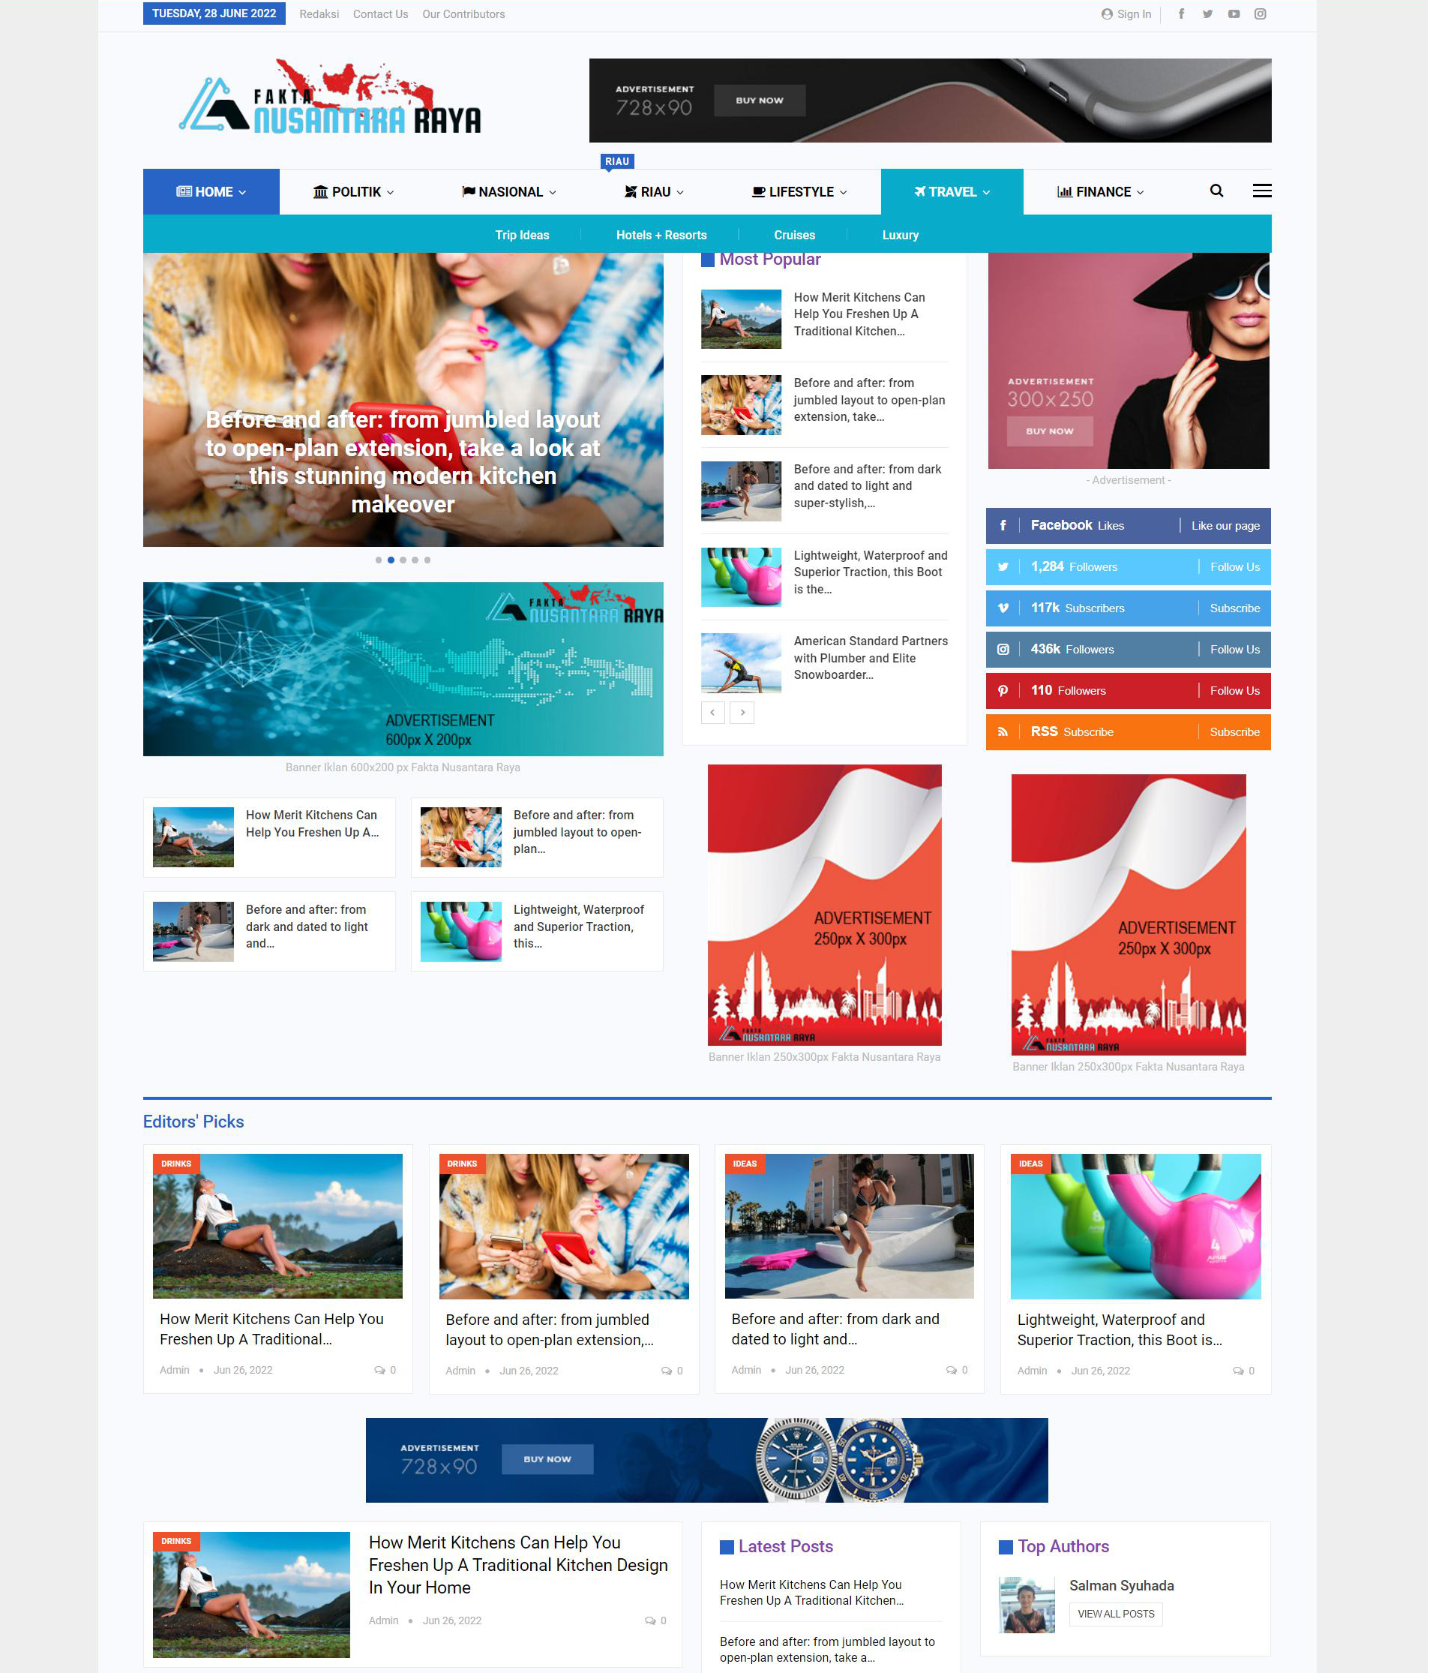 TUESDAY, 28 JUNE 2022 Redaksi Contact Us Our Contributors Sign In
FAKTA
NUSANTARA RAYA
ADVERTISEMENT
728x90 BUY NOW
RIAU
HOME POLITIK NASIONAL RIAU LIFESTYLE TRAVEL FINANCE
Trip Ideas Hotels + Resorts Cruises Luxury
Before and after: from jumbled layout
to open-plan extension, take a look at
this stunning modern kitchen
makeover
FAKTA
NUSANTARA RAYA
ADVERTISEMENT
600px X 200px
Banner Iklan 600x200 px Fakta Nusantara Raya
How Merit Kitchens Can
Help You Freshen Up A...
Before and after: from
jumbled layout to open-
plan...
Before and after: from
dark and dated to light
and...
Lightweight, Waterproof
and Superior Traction,
this...
Most Popular
How Merit Kitchens Can
Help You Freshen Up A
Traditional Kitchen...
Before and after: from
jumbled layout to open-plan
extension, take...
Before and after: from dark
and dated to light and
super-stylish,...
Lightweight, Waterproof and
Superior Traction, this Boot
is the...
American Standard Partners
with Plumber and Elite
Snowboarder...
ADVERTISEMENT
250px X 300px
FAKTA
NUSANTARA RAYA
Banner Iklan 250x300px Fakta Nusantara Raya
ADVERTISEMENT
300x250
BUY NOW
- Advertisement -
Facebook Likes Like our page
1,284 Followers Follow Us
117k Subscribers Subscribe
436k Followers Follow Us
110 Followers Follow Us
RSS Subscribe Subscribe
ADVERTISEMENT
250px X 300px
FAKTA
NUSANTARA RAYA
Banner Iklan 250x300px Fakta Nusantara Raya
Editors' Picks
DRINKS
How Merit Kitchens Can Help You
Freshen Up A Traditional...
Admin • Jun 26, 2022 0
DRINKS
Before and after: from jumbled
layout to open-plan extension,...
Admin • Jun 26, 2022 0
IDEAS
Before and after: from dark and
dated to light and...
Admin • Jun 26, 2022 0
IDEAS
4
Lightweight, Waterproof and
Superior Traction, this Boot is...
Admin • Jun 26, 2022 0
ADVERTISEMENT
728x90 BUY NOW
DRINKS
How Merit Kitchens Can Help You
Freshen Up A Traditional Kitchen Design
In Your Home
Admin • Jun 26, 2022 0
Latest Posts
How Merit Kitchens Can Help You
Freshen Up A Traditional Kitchen...
Before and after: from jumbled layout to
open-plan extension, take a...
Top Authors
Salman Syuhada
VIEW ALL POSTS